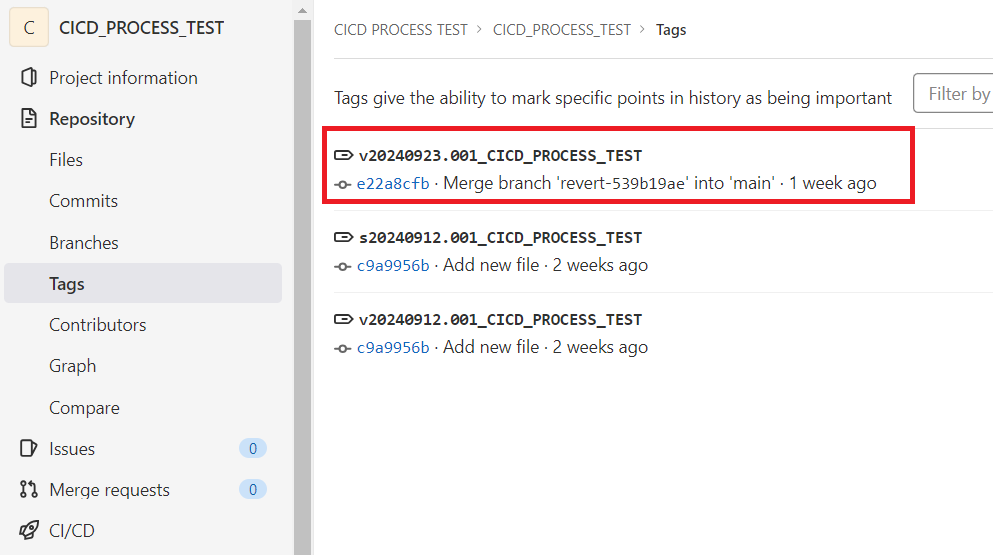 C CICD_PROCESS_TEST
Project information
Repository
Files
Commits
Branches
Tags
Contributors
Graph
Compare
Issues 0
Merge requests 0
CI/CD
CICD PROCESS TEST > CICD_PROCESS_TEST > Tags
Tags give the ability to mark specific points in history as being important
Filter by
v20240923.001_CICD_PROCESS_TEST
e22a8cfb · Merge branch 'revert-539b19ae' into 'main' · 1 week ago
s20240912.001_CICD_PROCESS_TEST
c9a9956b · Add new file · 2 weeks ago
v20240912.001_CICD_PROCESS_TEST
c9a9956b · Add new file · 2 weeks ago